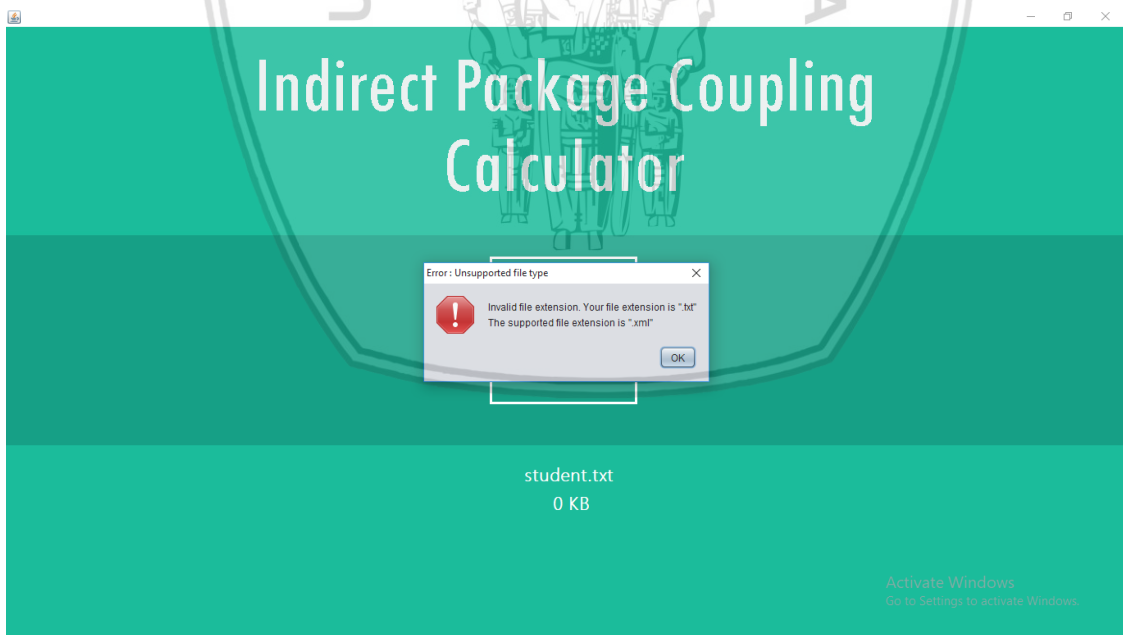 Indirect Package Coupling
Calculator
Error : Unsupported file type
Invalid file extension. Your file extension is ".txt"
The supported file extension is ".xml"
OK
student.txt
0 KB
Activate Windows
Go to Settings to activate Windows.